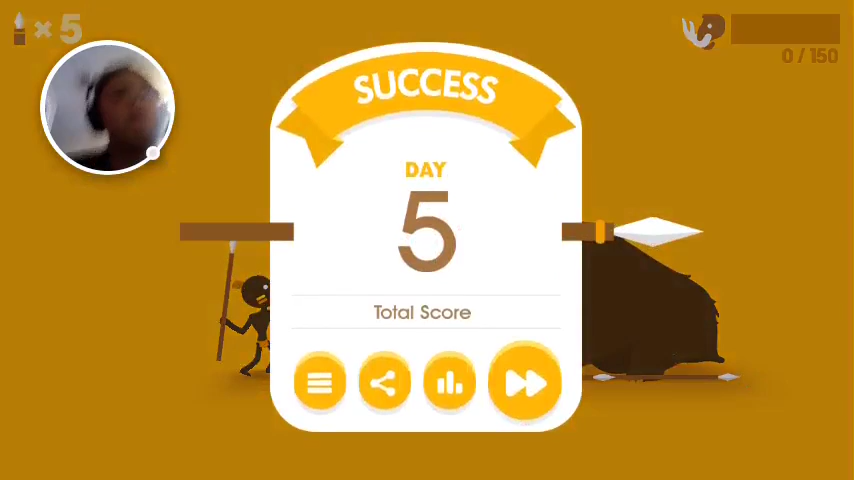 × 5
0 / 150
SUCCESS
DAY
5
Total Score